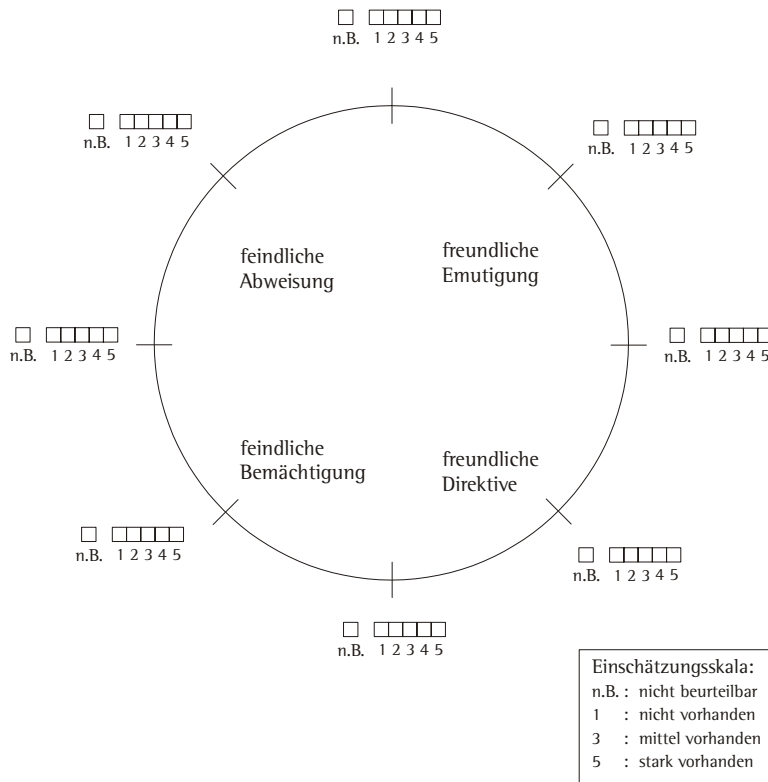 n.B. 1 2 3 4 5
n.B. 1 2 3 4 5
n.B. 1 2 3 4 5
feindliche
Abweisung
freundliche
Emutigung
n.B. 1 2 3 4 5
n.B. 1 2 3 4 5
feindliche
Bemächtigung
freundliche
Direktive
n.B. 1 2 3 4 5
n.B. 1 2 3 4 5
n.B. 1 2 3 4 5
Einschätzungsskala:
n.B. : nicht beurteilbar
1 : nicht vorhanden
3 : mittel vorhanden
5 : stark vorhanden